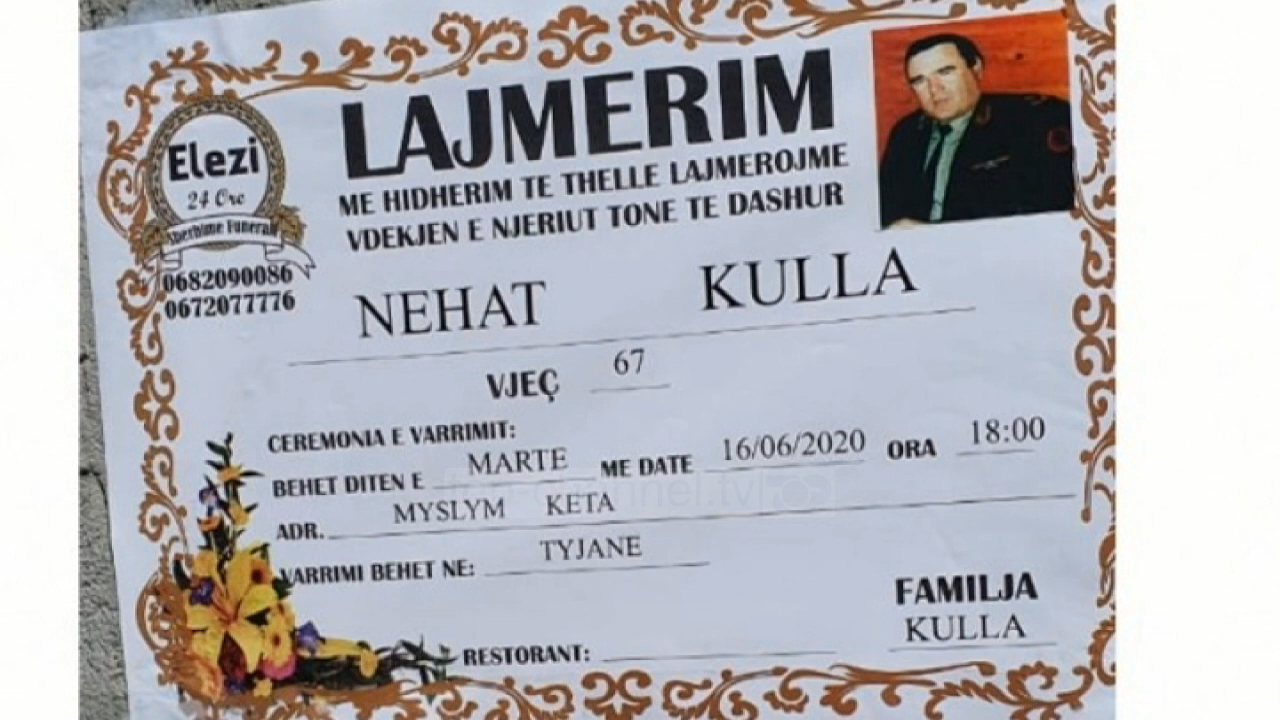 LAJMERIM
ME HIDHERIM TE THELLE LAJMEROJME
VDEKJEN E NJERIUT TONE TE DASHUR
Elezi
24 Ore
Sherbime Funerali
0682090086
0672077776
NEHAT KULLA
VJEÇ 67
CEREMONIA E VARRIMIT:
BEHET DITEN E MARTE ME DATE 16/06/2020 ORA 18:00
ADR. MYSLYM KETA
VARRIMI BEHET NE: TYJANE
FAMILJA
KULLA
RESTORANT: